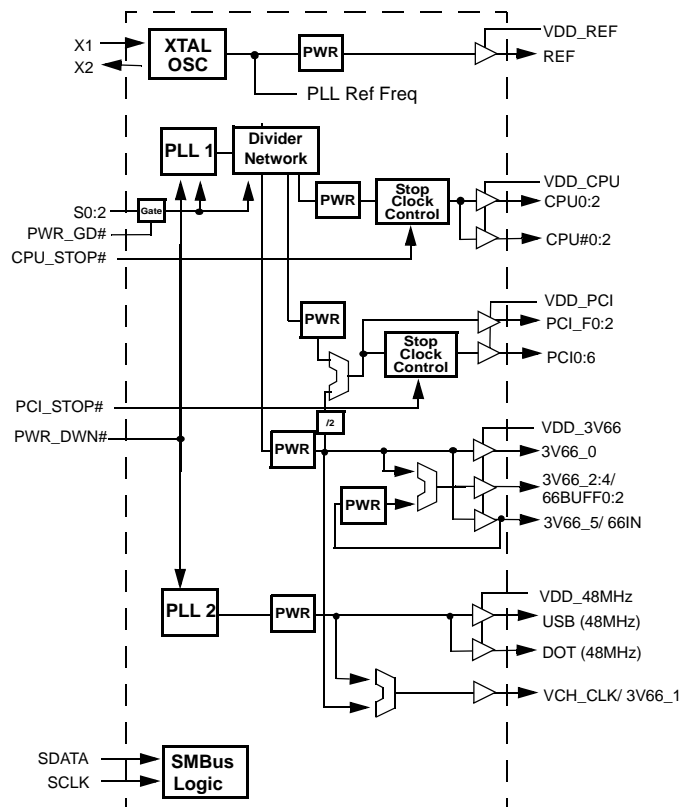 X1
X2
XTAL
OSC
PWR
VDD_REF
REF
PLL Ref Freq
PLL 1
Divider
Network
PWR
Stop
Clock
Control
VDD_CPU
CPU0:2
CPU#0:2
S0:2
Gate
PWR_GD#
CPU_STOP#
PWR
Stop
Clock
Control
VDD_PCI
PCI_F0:2
PCI0:6
PCI_STOP#
/2
PWR_DWN#
PWR
VDD_3V66
3V66_0
PWR
3V66_2:4/
66BUFF0:2
3V66_5/ 66IN
PLL 2
PWR
VDD_48MHz
USB (48MHz)
DOT (48MHz)
VCH_CLK/ 3V66_1
SDATA
SCLK
SMBus
Logic